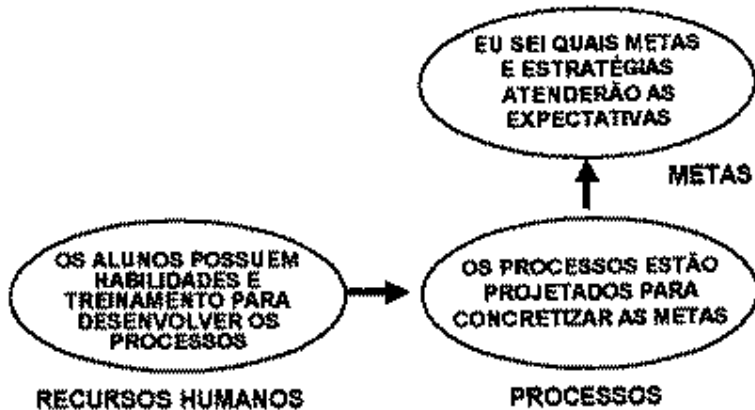 EU SEI QUAIS METAS
E ESTRATÉGIAS
ATENDERÃO AS
EXPECTATIVAS
METAS
OS ALUNOS POSSUEM
HABILIDADES E
TREINAMENTO PARA
DESENVOLVER OS
PROCESSOS
OS PROCESSOS ESTÃO
PROJETADOS PARA
CONCRETIZAR AS METAS
RECURSOS HUMANOS
PROCESSOS